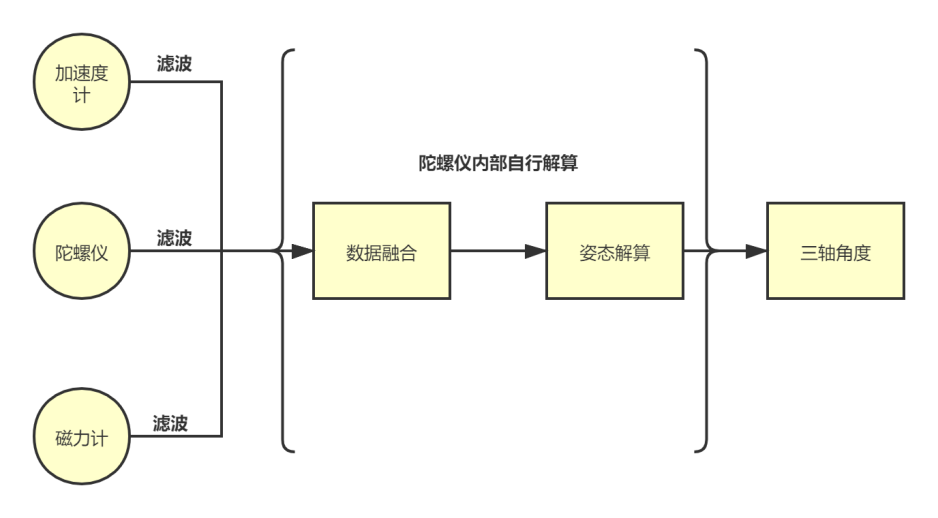 加速度
计
滤波
陀螺仪内部自行解算
陀螺仪
滤波
数据融合
姿态解算
三轴角度
磁力计
滤波